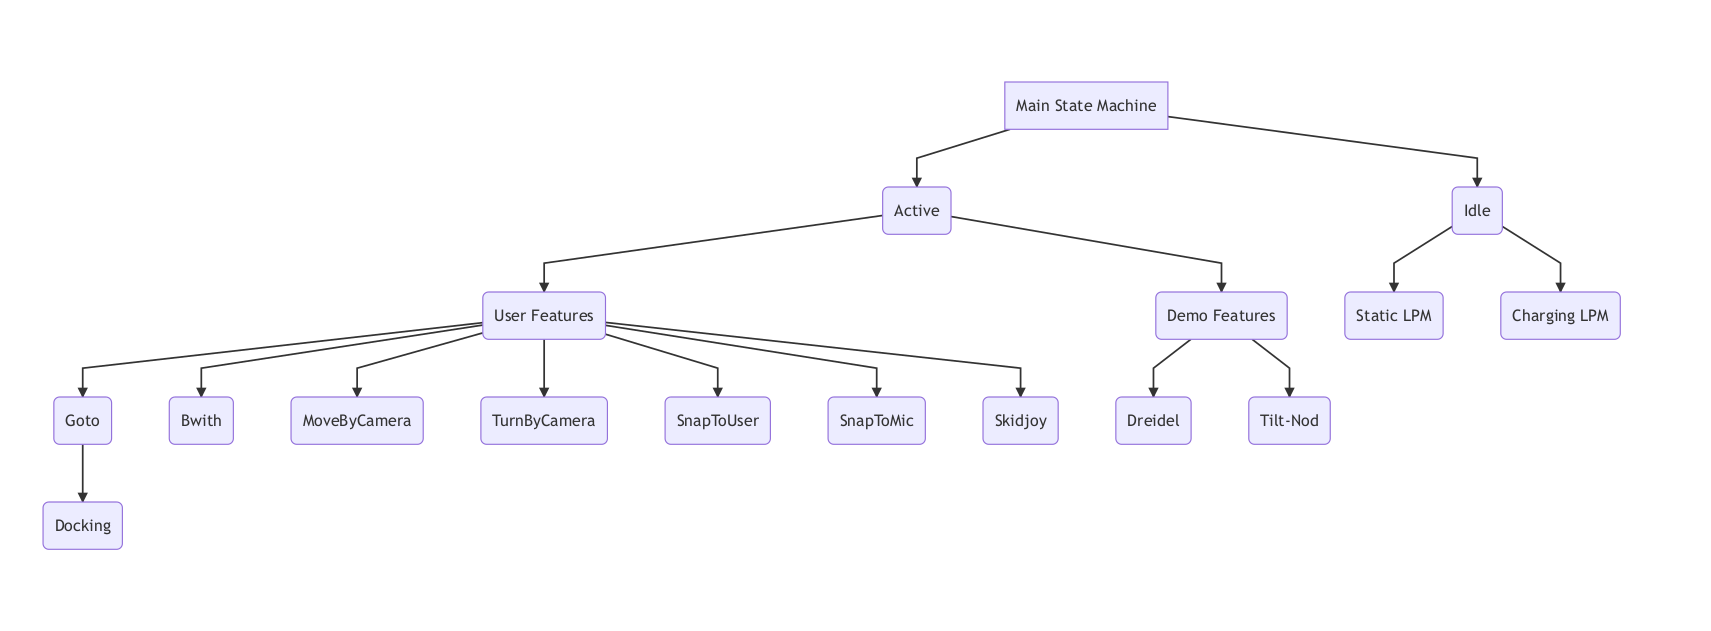 Main State Machine
Active
Idle
User Features
Demo Features
Static LPM
Charging LPM
Goto
Bwith
MoveByCamera
TurnByCamera
SnapToUser
SnapToMic
Skidjoy
Dreidel
Tilt-Nod
Docking